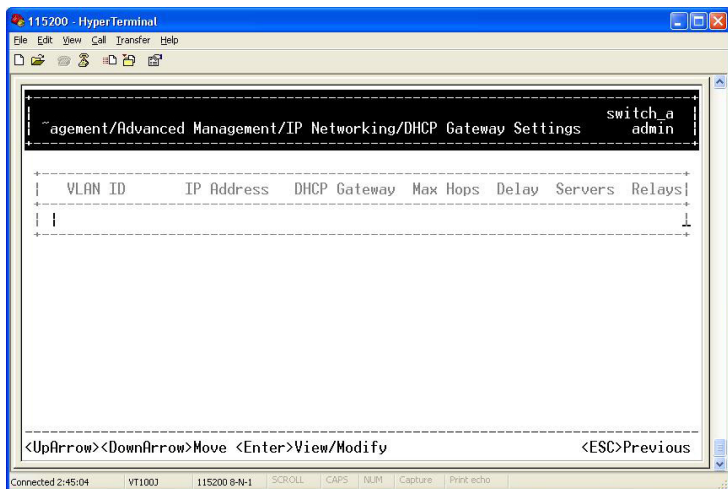 115200 - HyperTerminal
File Edit View Call Transfer Help
switch_a
~agement/Advanced Management/IP Networking/DHCP Gateway Settings admin
VLAN ID IP Address DHCP Gateway Max Hops Delay Servers Relays
<UpArrow><DownArrow>Move <Enter>View/Modify <ESC>Previous
Connected 2:45:04 VT100J 115200 8-N-1 SCROLL CAPS NUM Capture Print echo